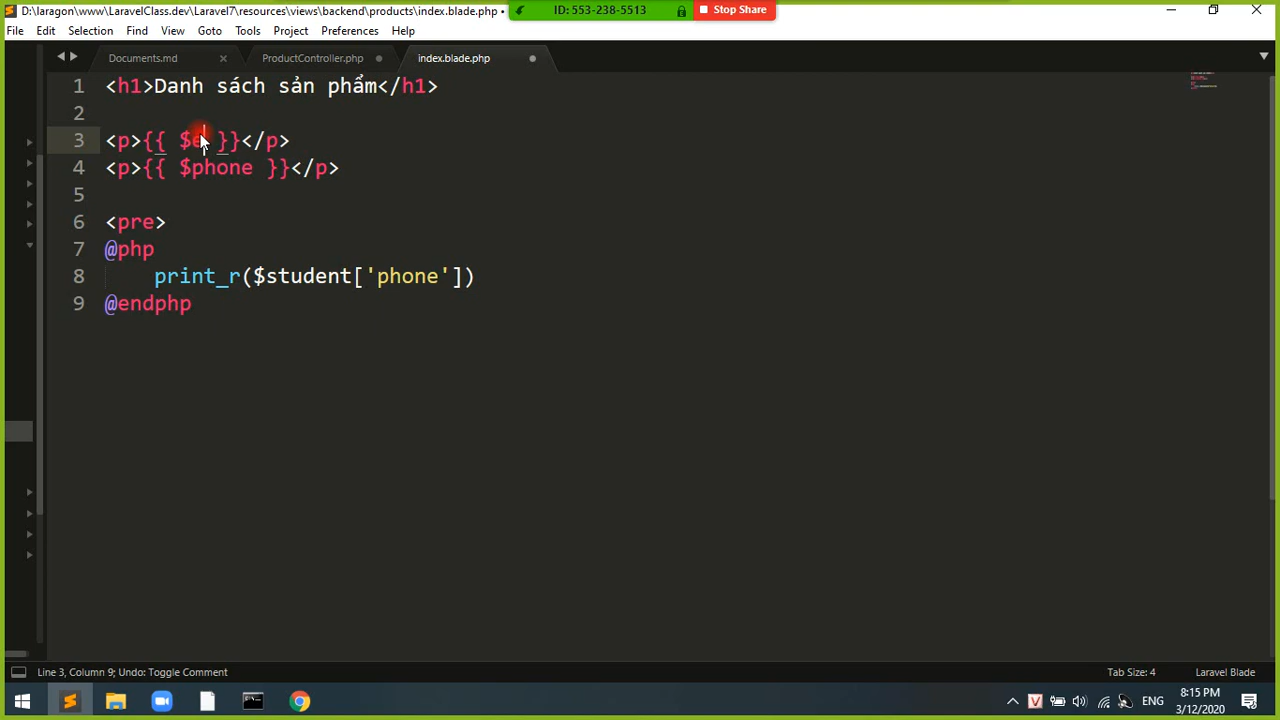 D:\laragon\www\LaravelClass.dev\Laravel7\resources\views\backend\products\index.blade.php •
ID: 553-238-5513
Stop Share
File Edit Selection Find View Goto Tools Project Preferences Help
Documents.md
ProductController.php
index.blade.php
1 <h1>Danh sách sản phẩm</h1>
2
3 <p>{{ $e }}</p>
4 <p>{{ $phone }}</p>
5
6 <pre>
7 @php
8 print_r($student['phone'])
9 @endphp
Line 3, Column 9; Undo: Toggle Comment
Tab Size: 4
Laravel Blade
ENG
8:15 PM
3/12/2020